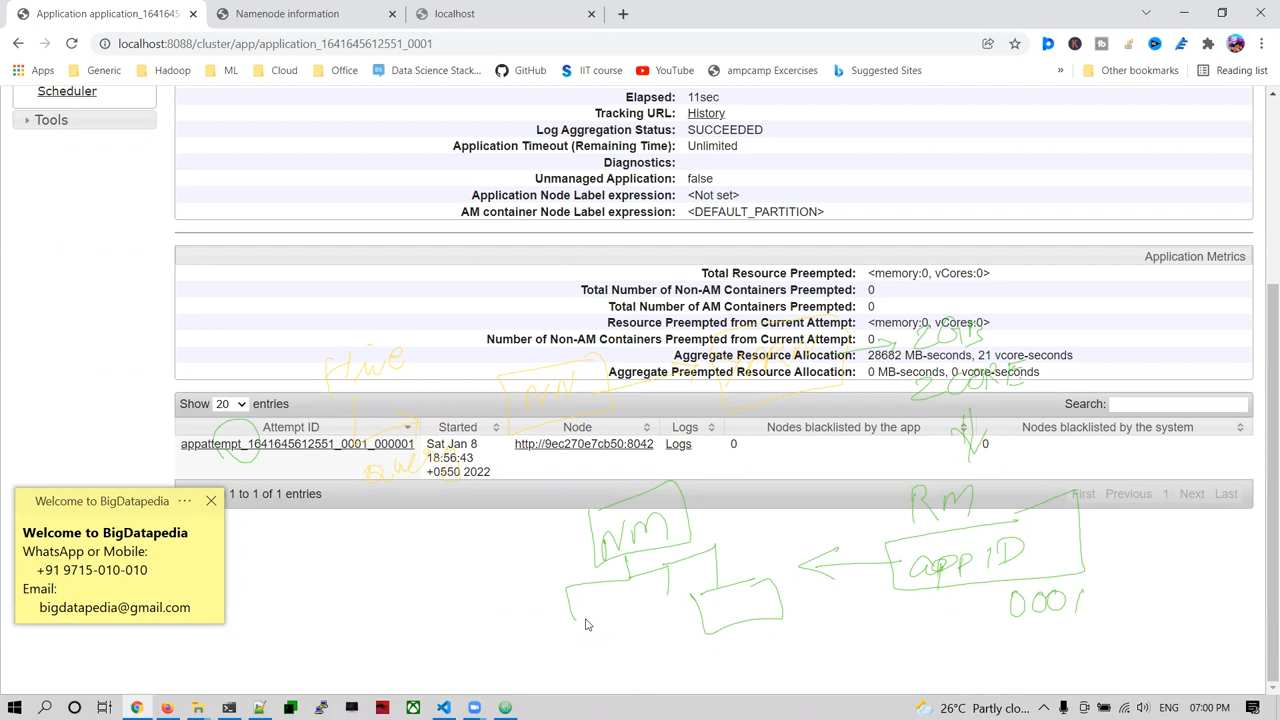 Application application_1641645
Namenode information
localhost
localhost:8088/cluster/app/application_1641645612551_0001
Apps
Generic
Hadoop
ML
Cloud
Office
Data Science Stack...
GitHub
IIT course
YouTube
ampcamp Excercises
Suggested Sites
»
Other bookmarks
Reading list
Scheduler
Tools
Elapsed: 11sec
Tracking URL: History
Log Aggregation Status: SUCCEEDED
Application Timeout (Remaining Time): Unlimited
Diagnostics:
Unmanaged Application: false
Application Node Label expression: <Not set>
AM container Node Label expression: <DEFAULT_PARTITION>
Application Metrics
Total Resource Preempted: <memory:0, vCores:0>
Total Number of Non-AM Containers Preempted: 0
Total Number of AM Containers Preempted: 0
Resource Preempted from Current Attempt: <memory:0, vCores:0>
Number of Non-AM Containers Preempted from Current Attempt: 0
Aggregate Resource Allocation: 28682 MB-seconds, 21 vcore-seconds
Aggregate Preempted Resource Allocation: 0 MB-seconds, 0 vcore-seconds
Hive
NN
2GB
2 CORE
Show 20 entries
Search:
Attempt ID Started Node Logs Nodes blacklisted by the app Nodes blacklisted by the system
appattempt_1641645612551_0001_000001 Sat Jan 8 http://9ec270e7cb50:8042 Logs 0 0
18:56:43
+0550 2022
1 to 1 of 1 entries
First Previous 1 Next Last
RM
NM
app ID
0001
Welcome to BigDatapedia
Welcome to BigDatapedia
WhatsApp or Mobile:
+91 9715-010-010
Email:
bigdatapedia@gmail.com
26°C Partly clo...
ENG
07:00 PM